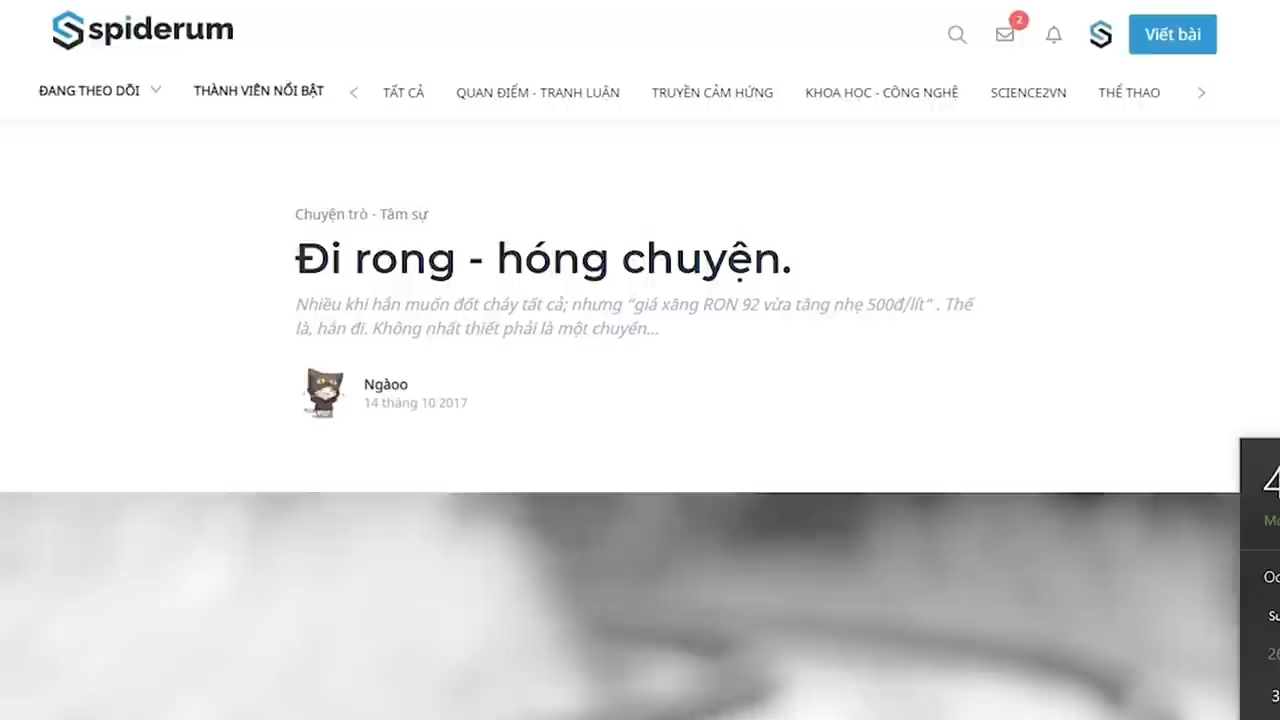 spiderum
2
Viết bài
ĐANG THEO DÕI
THÀNH VIÊN NỔI BẬT
TẤT CẢ
QUAN ĐIỂM - TRANH LUẬN
TRUYỀN CẢM HỨNG
KHOA HỌC - CÔNG NGHỆ
SCIENCE2VN
THỂ THAO
Chuyện trò - Tâm sự
Đi rong - hóng chuyện.
Nhiều khi hắn muốn đốt cháy tất cả; nhưng “giá xăng RON 92 vừa tăng nhẹ 500đ/lít” . Thế
là, hắn đi. Không nhất thiết phải là một chuyến...
Ngàoo
14 tháng 10 2017
26